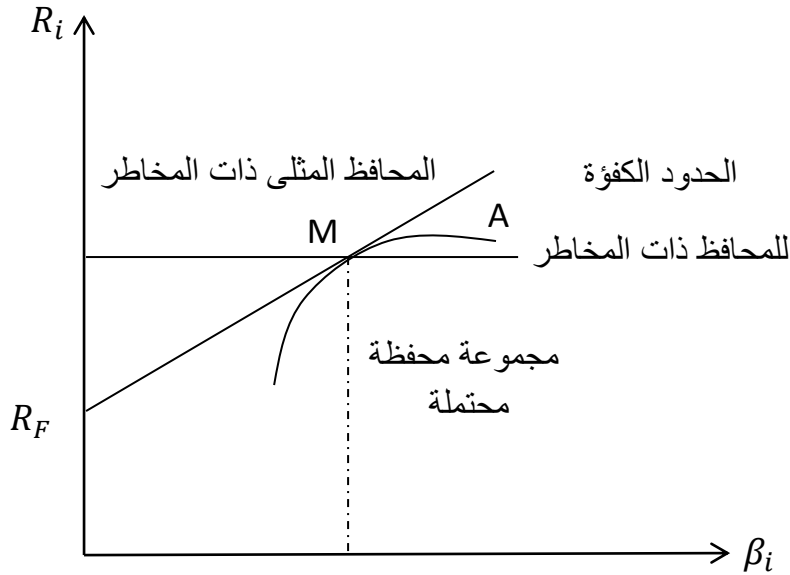 R_i
المحافظ المثلى ذات المخاطر
الحدود الكفؤة
للمحافظ ذات المخاطر
A
M
مجموعة محفظة
محتملة
R_F
β_i